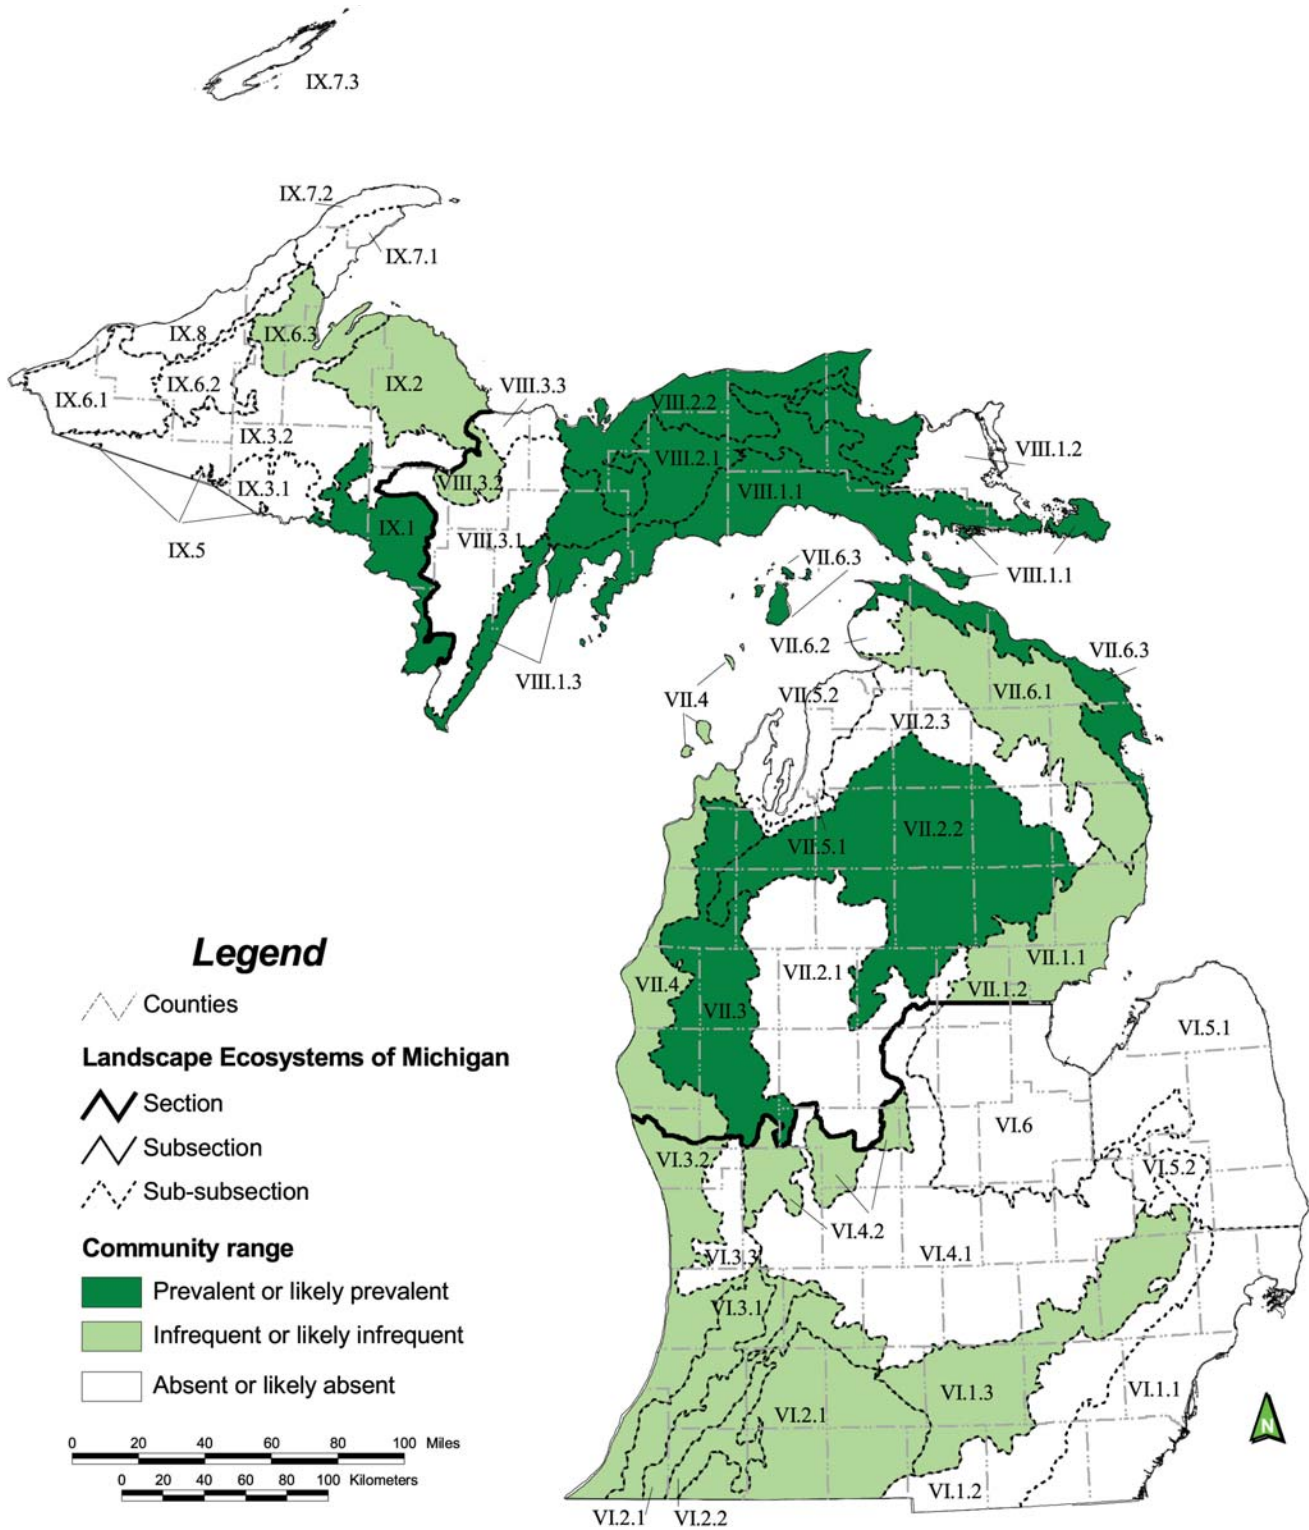 IX.7.3
IX.7.2
IX.7.1
IX.8
IX.6.3
IX.6.1
IX.6.2
IX.2
VIII.3.3
VIII.2.2
IX.3.2
VIII.2.1
VIII.1.2
IX.3.1
VIII.3.2
VIII.1.1
IX.1
IX.5
VIII.3.1
VII.6.3
VIII.1.1
VII.6.2
VII.6.3
VIII.1.3
VII.4
VII.5.2
VII.6.1
VII.2.3
VII.5.1
VII.2.2
VII.4
VII.3
VII.2.1
VII.1.1
VII.1.2
VI.5.1
VI.6
VI.3.2
VI.5.2
VI.4.2
VI.3.3
VI.4.1
VI.3.1
VI.2.1
VI.1.3
VI.1.1
VI.1.2
VI.2.1
VI.2.2
Legend
Counties
Landscape Ecosystems of Michigan
Section
Subsection
Sub-subsection
Community range
Prevalent or likely prevalent
Infrequent or likely infrequent
Absent or likely absent
0 20 40 60 80 100 Miles
0 20 40 60 80 100 Kilometers
N